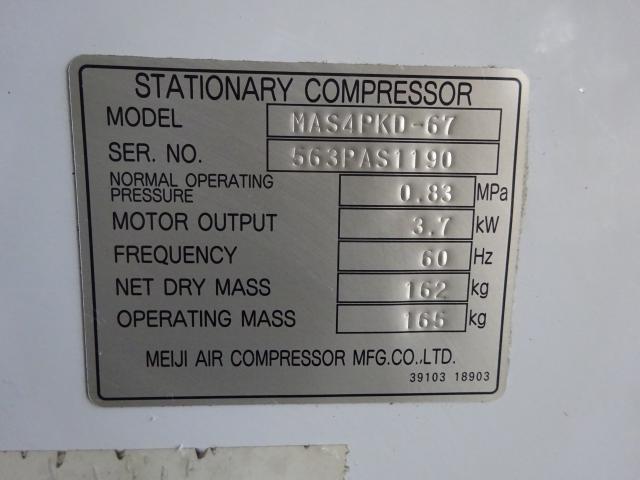 STATIONARY COMPRESSOR
MODEL MAS4PKD-67
SER. NO. 563PAS1190
NORMAL OPERATING PRESSURE 0.83 MPa
MOTOR OUTPUT 3.7 kW
FREQUENCY 60 Hz
NET DRY MASS 162 kg
OPERATING MASS 165 kg
MEIJI AIR COMPRESSOR MFG.CO.,LTD.
39103 18903